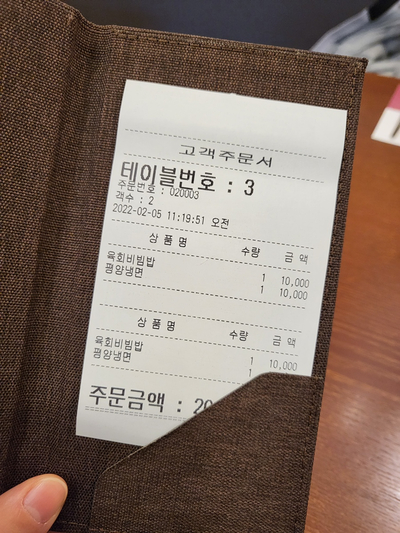 고객주문서
테이블번호 : 3
주문번호 : 020003
객수 : 2
2022-02-05 11:19:51 오전
상 품 명 수량 금 액
육회비빔밥 1 10,000
평양냉면 1 10,000
상 품 명 수량 금 액
육회비빔밥 1 10,000
평양냉면 1
주문금액 : 20